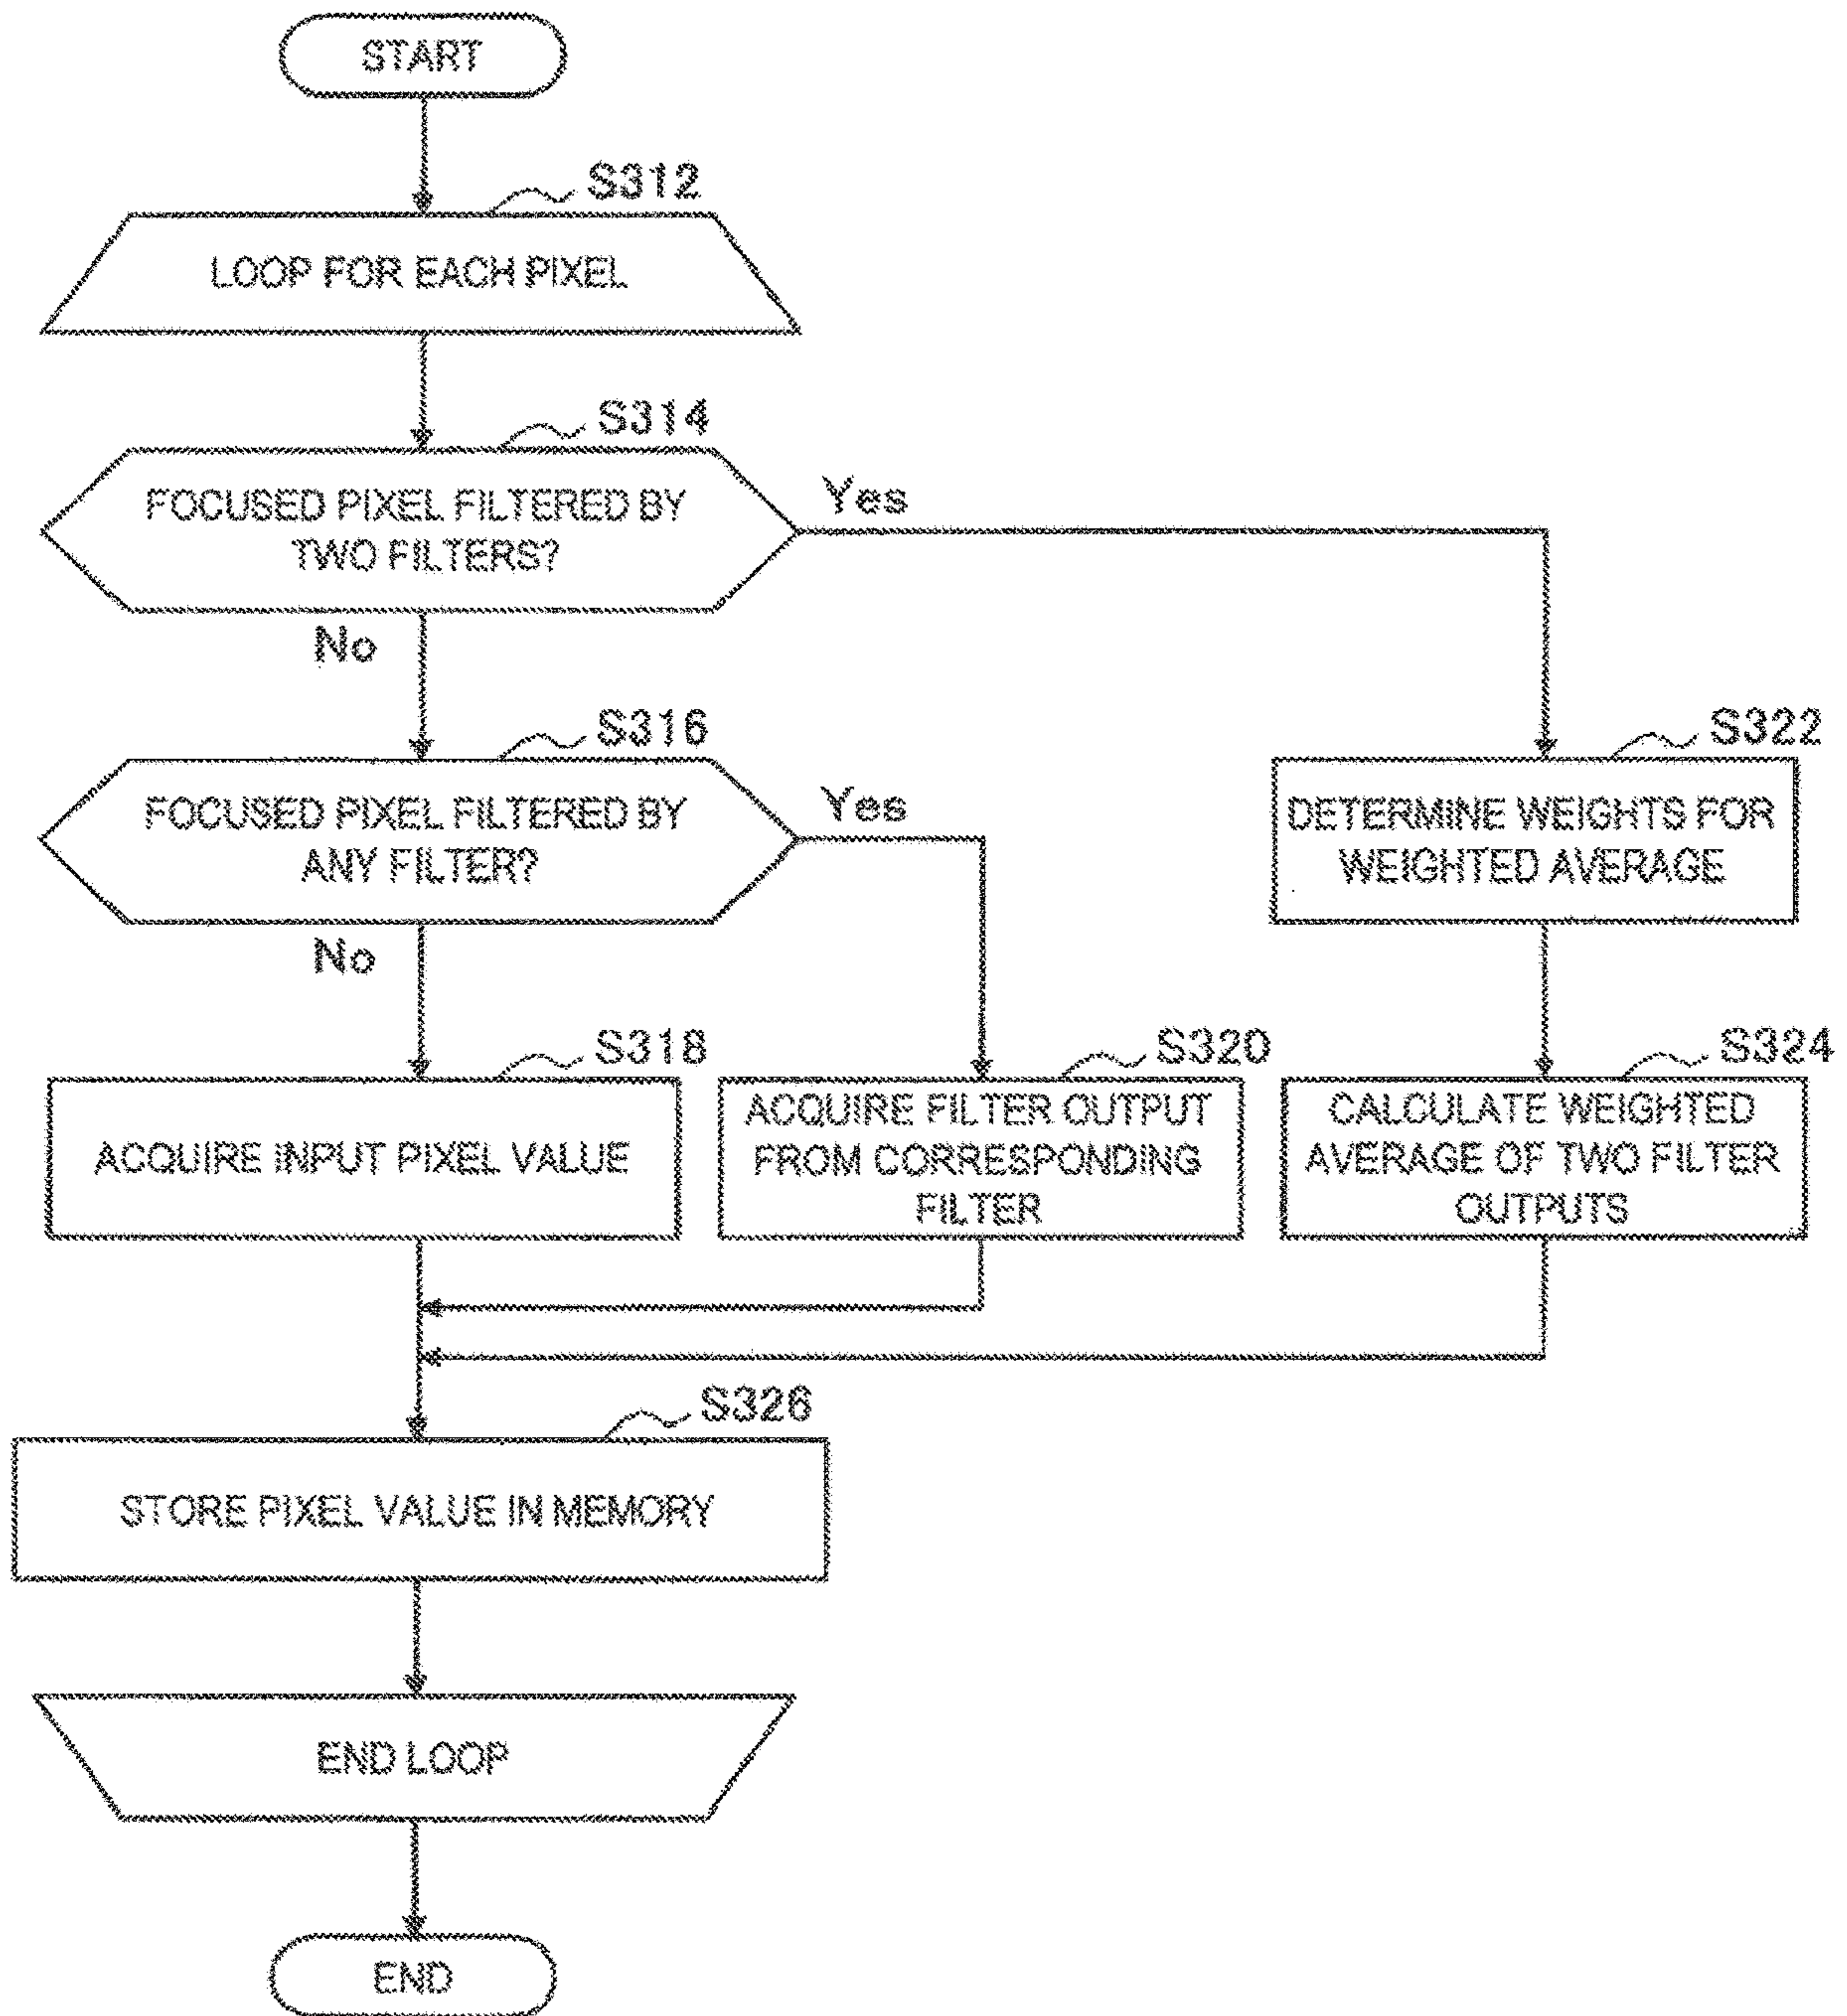 START
S312
LOOP FOR EACH PIXEL
S314
FOCUSED PIXEL FILTERED BY
TWO FILTERS?
Yes
No
S316
FOCUSED PIXEL FILTERED BY
ANY FILTER?
Yes
No
S322
DETERMINE WEIGHTS FOR
WEIGHTED AVERAGE
S318
ACQUIRE INPUT PIXEL VALUE
S320
ACQUIRE FILTER OUTPUT
FROM CORRESPONDING
FILTER
S324
CALCULATE WEIGHTED
AVERAGE OF TWO FILTER
OUTPUTS
S326
STORE PIXEL VALUE IN MEMORY
END LOOP
END